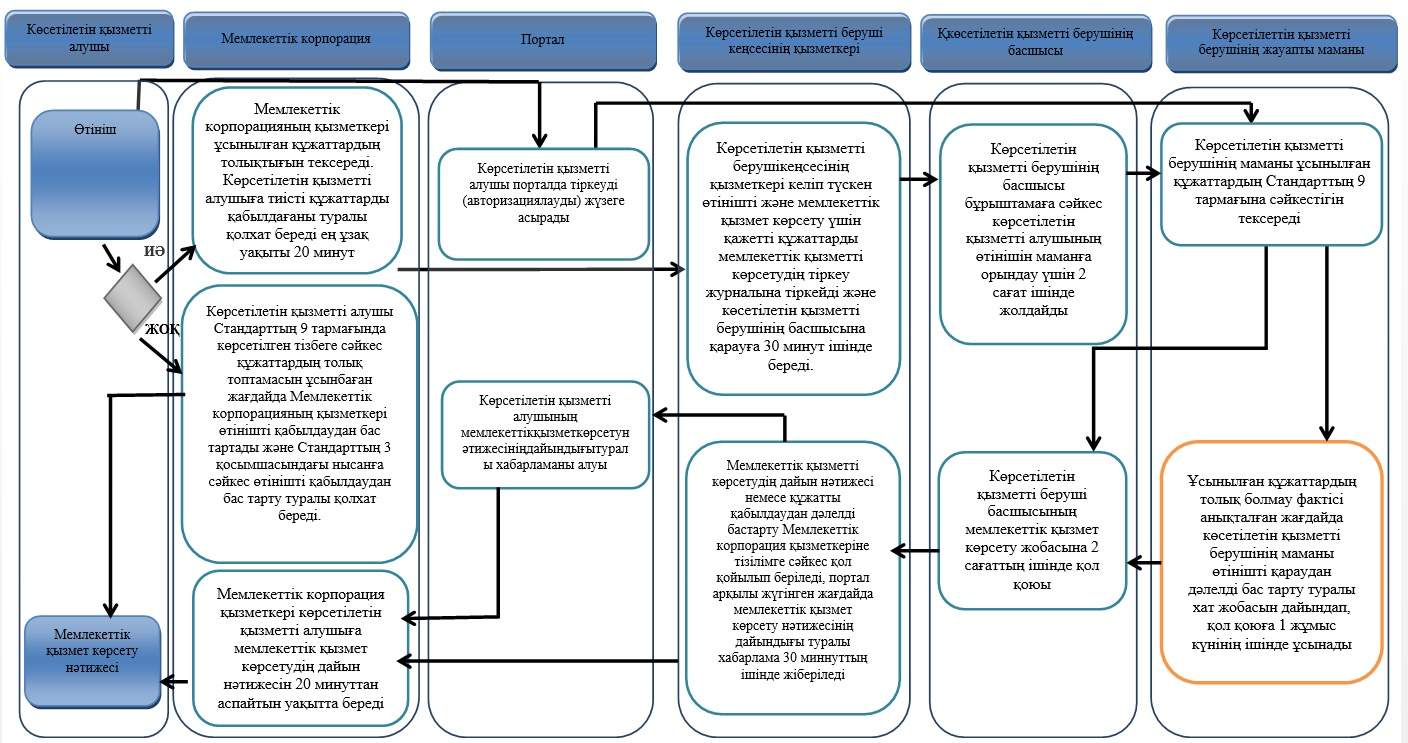 Көсетілетін қызметті
алушы
Мемлекеттік корпорация
Портал
Көрсетілетін қызметті беруші
кеңсесінің қызметкері
Қкөсетілетін қызметті берушінің
басшысы
Көрсетілеттін қызметті
берушінің жауапты маманы
Өтініш
ИӘ
ЖОҚ
Мемлекеттік
қызмет көрсету
нәтижесі
Мемлекеттік
корпорацияның қызметкері
ұсынылған құжаттардың
толықтығын тексереді.
Көрсетілетін қызметті
алушыға тиісті құжаттарды
қабылдағаны туралы
қолхат береді ең ұзақ
уақыты 20 минут
Көрсетілетін қызметті алушы
Стандарттың 9 тармағында
көрсетілген тізбеге сәйкес
құжаттардың толық
топтамасын ұсынбаған
жағдайда Мемлекеттік
корпорацияның қызметкері
өтінішті қабылдаудан бас
тартады және Стандарттың 3
қосымшасындағы нысанға
сәйкес өтінішті қабылдаудан
бас тарту туралы қолхат
береді.
Мемлекеттік корпорация
қызметкері көрсетілетін
қызметті алушыға
мемлекеттік қызмет
көрсетудің дайын
нәтижесін 20 минуттан
аспайтын уақытта береді
Көрсетілетін қызметті
алушы порталда тіркеуді
(авторизациялауды) жүзеге
асырады
Көрсетілетін қызметті
алушының
мемлекеттікқызметкөрсетун
әтижесініңдайындығытурал
ы хабарламаны алуы
Көрсетілетін қызметті
берушікеңсесінің
қызметкері келіп түскен
өтінішті және мемлекеттік
қызмет көрсету үшін
қажетті құжаттарды
мемлекеттік қызметті
көрсетудің тіркеу
журналына тіркейді және
көсетілетін қызметті
берушінің басшысына
қарауға 30 минут ішінде
береді.
Мемлекеттік қызметті
көрсетудің дайын нәтижесі
немесе құжатты
қабылдаудан дәлелді
бастарту Мемлекеттік
корпорация қызметкеріне
тізілімге сәйкес қол
қойылып беріледі, портал
арқылы жүгінген жағдайда
мемлекеттік қызмет
көрсету нәтижесінің
дайындығы туралы
хабарлама 30 миннуттың
ішінде жіберіледі
Көрсетілетін
қызметті берушінің
басшысы
бұрыштамаға сәйкес
көрсетілетін
қызметті алушының
өтінішін маманға
орындау үшін 2
сағат ішінде
жолдайды
Көрсетілетін
қызметті беруші
басшысының
мемлекеттік қызмет
көрсету жобасына 2
сағаттың ішінде қол
қоюы
Көрсетілетін қызметті
берушінің маманы ұсынылған
құжаттардың Стандарттың 9
тармағына сәйкестігін
тексереді
Ұсынылған құжаттардың
толық болмау фактісі
анықталған жағдайда
көсетілетін қызметті
берушінің маманы
өтінішті қараудан
дәлелді бас тарту туралы
хат жобасын дайындап,
қол қоюға 1 жұмыс
күнінің ішінде ұсынады